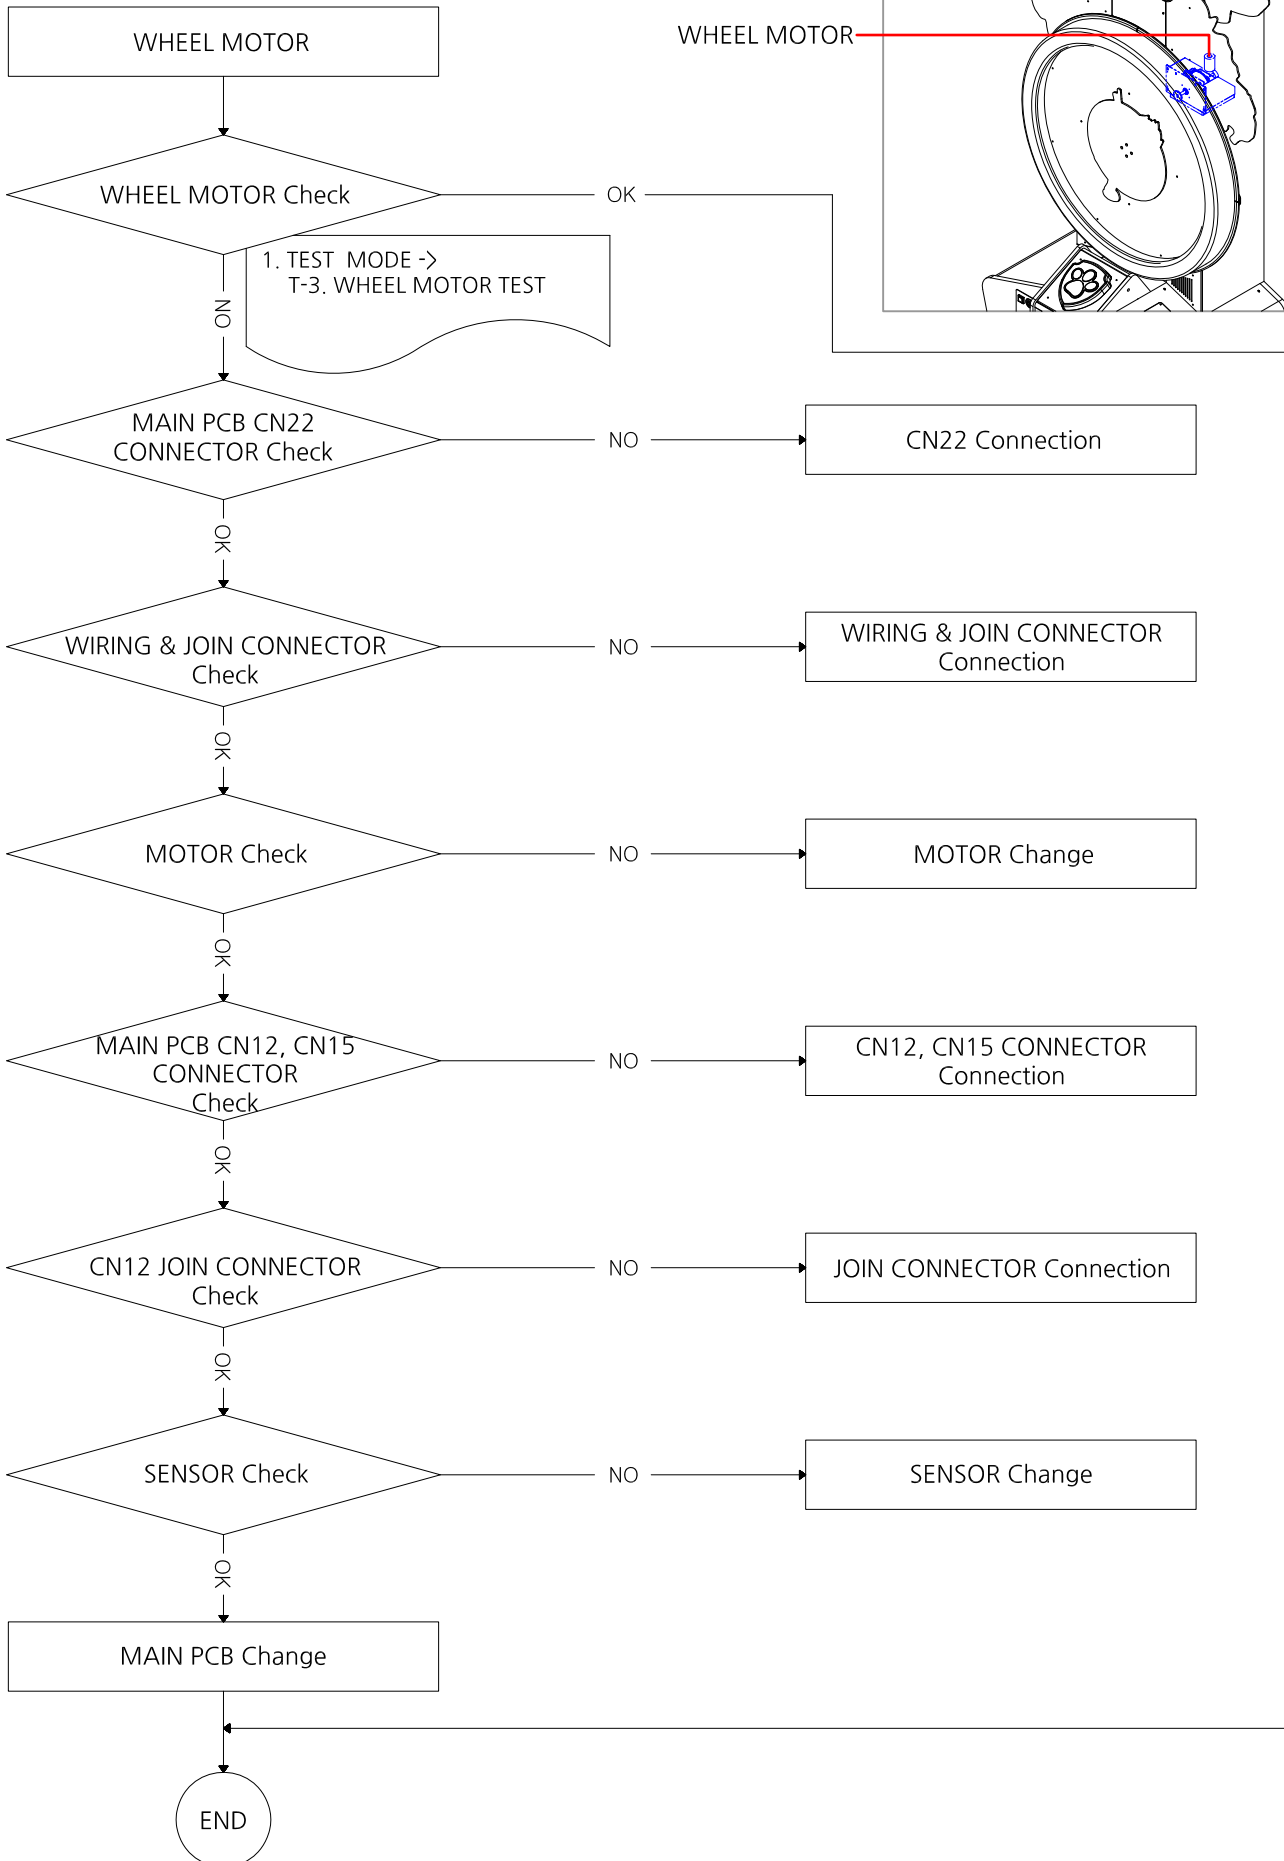 WHEEL MOTOR
WHEEL MOTOR
WHEEL MOTOR Check
OK
1. TEST MODE ->
T-3. WHEEL MOTOR TEST
NO
MAIN PCB CN22
CONNECTOR Check
NO
CN22 Connection
OK
WIRING & JOIN CONNECTOR
Check
NO
WIRING & JOIN CONNECTOR
Connection
OK
MOTOR Check
NO
MOTOR Change
OK
MAIN PCB CN12, CN15
CONNECTOR
Check
NO
CN12, CN15 CONNECTOR
Connection
OK
CN12 JOIN CONNECTOR
Check
NO
JOIN CONNECTOR Connection
OK
SENSOR Check
NO
SENSOR Change
OK
MAIN PCB Change
END